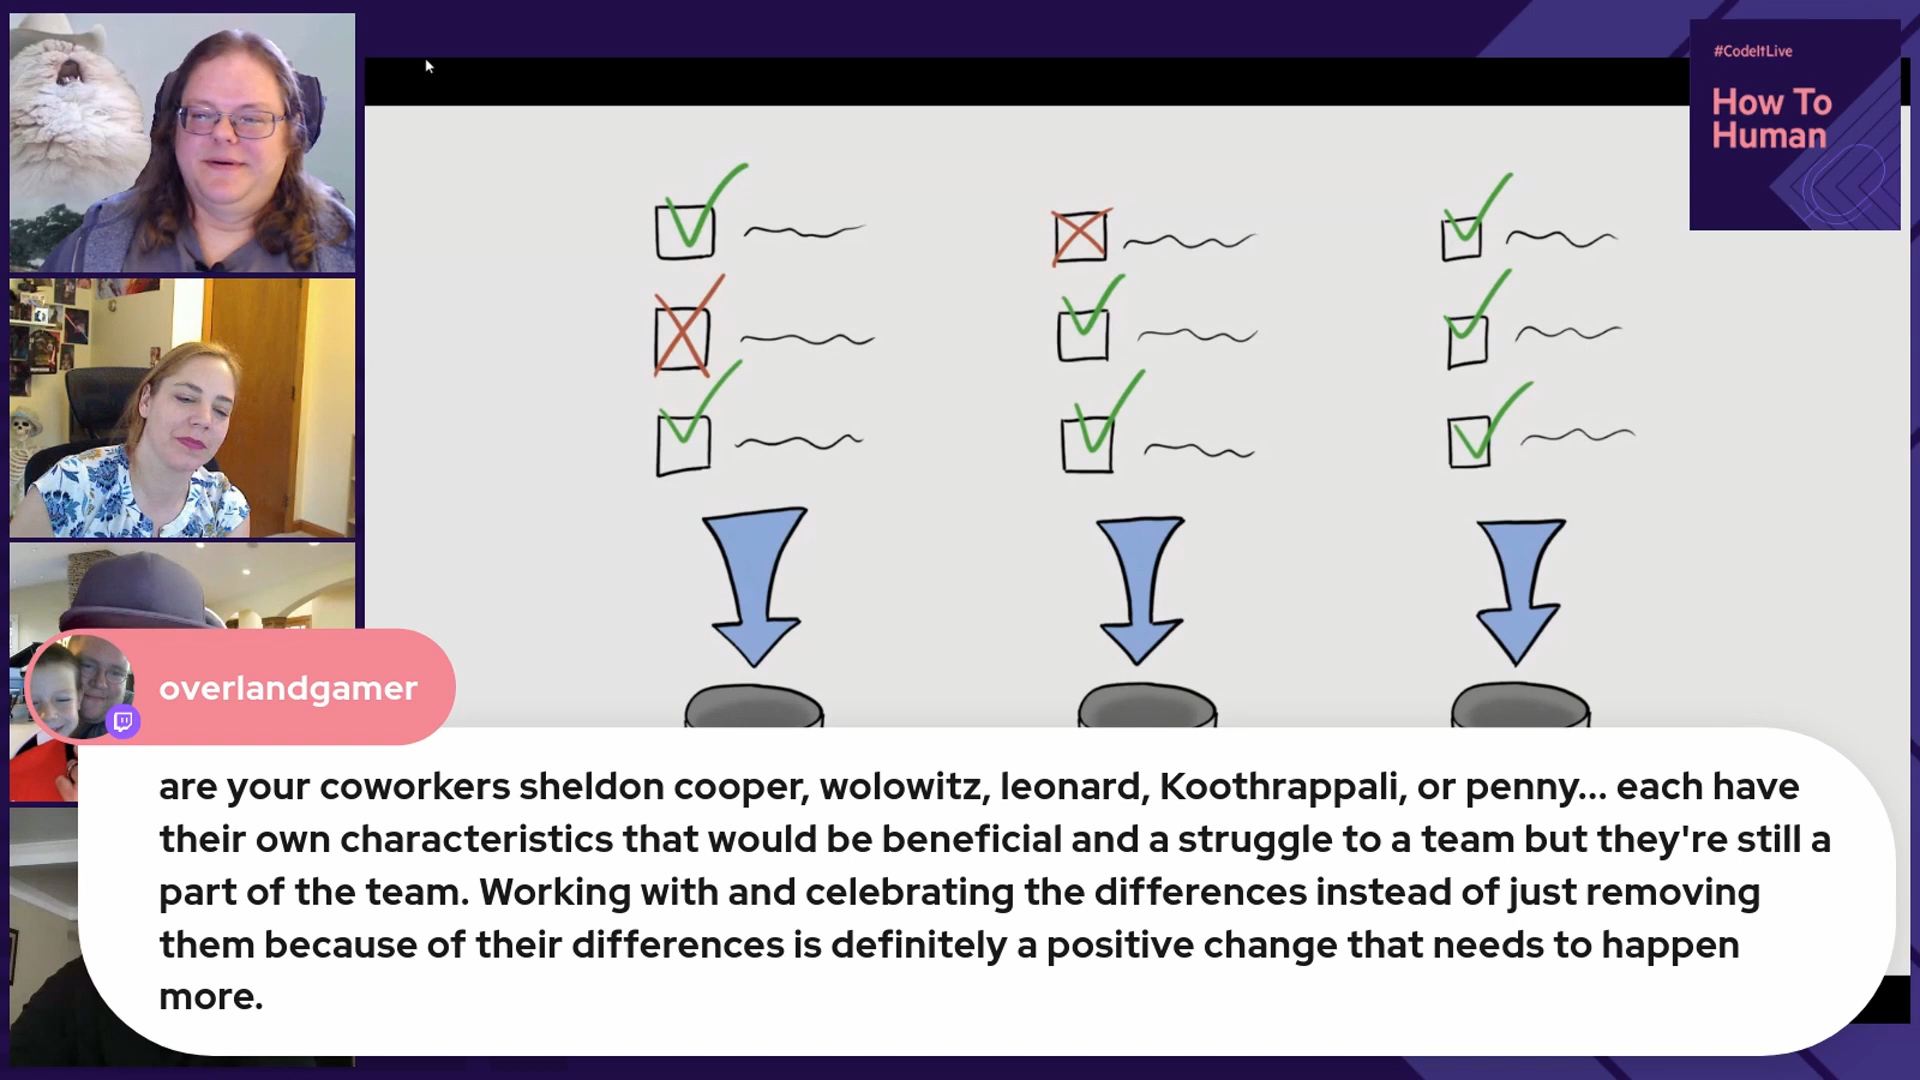 #CodeItLive
How To
Human
overlandgamer
are your coworkers sheldon cooper, wolowitz, leonard, Koothrappali, or penny... each have
their own characteristics that would be beneficial and a struggle to a team but they're still a
part of the team. Working with and celebrating the differences instead of just removing
them because of their differences is definitely a positive change that needs to happen
more.